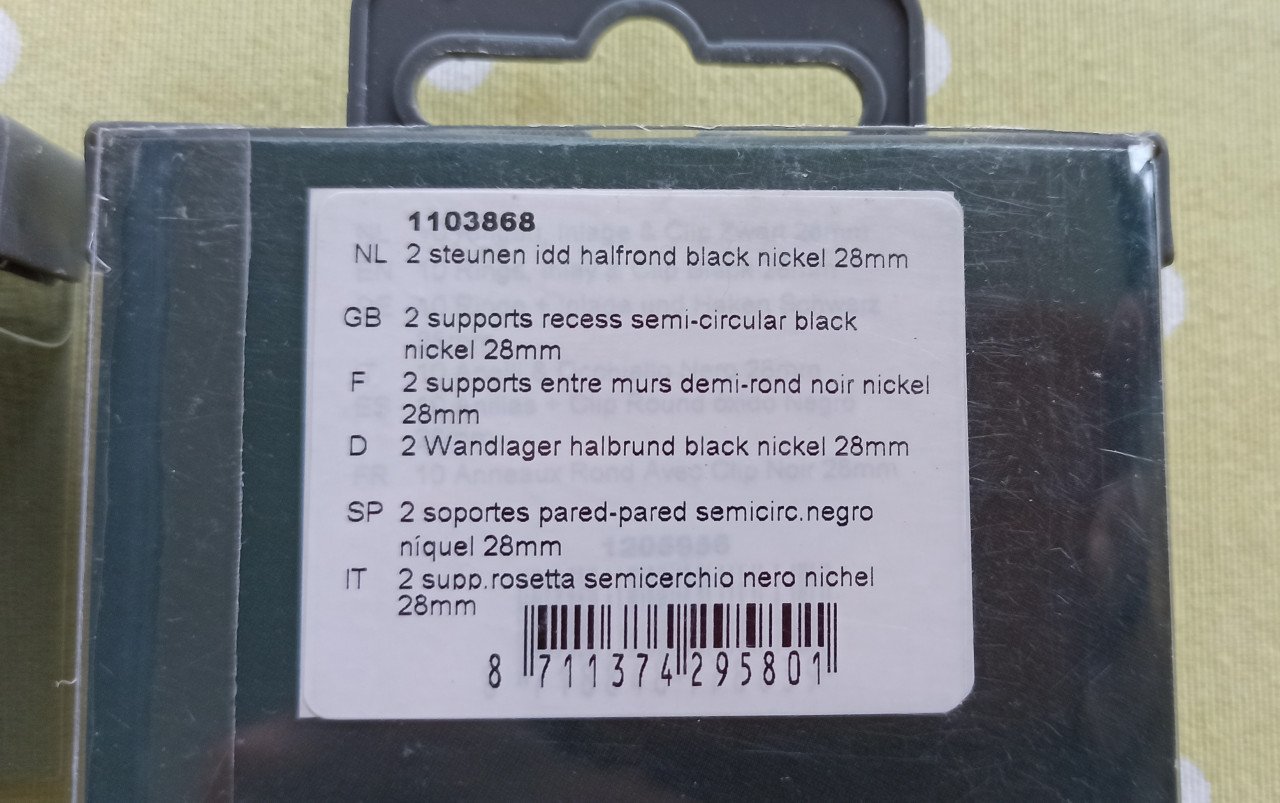 1103868
NL 2 steunen idd halfrond black nickel 28mm
GB 2 supports recess semi-circular black
nickel 28mm
F 2 supports entre murs demi-rond noir nickel
28mm
D 2 Wandlager halbrund black nickel 28mm
SP 2 soportes pared-pared semicirc.negro
níquel 28mm
IT 2 supp.rosetta semicerchio nero nichel
28mm
8 711374 295801